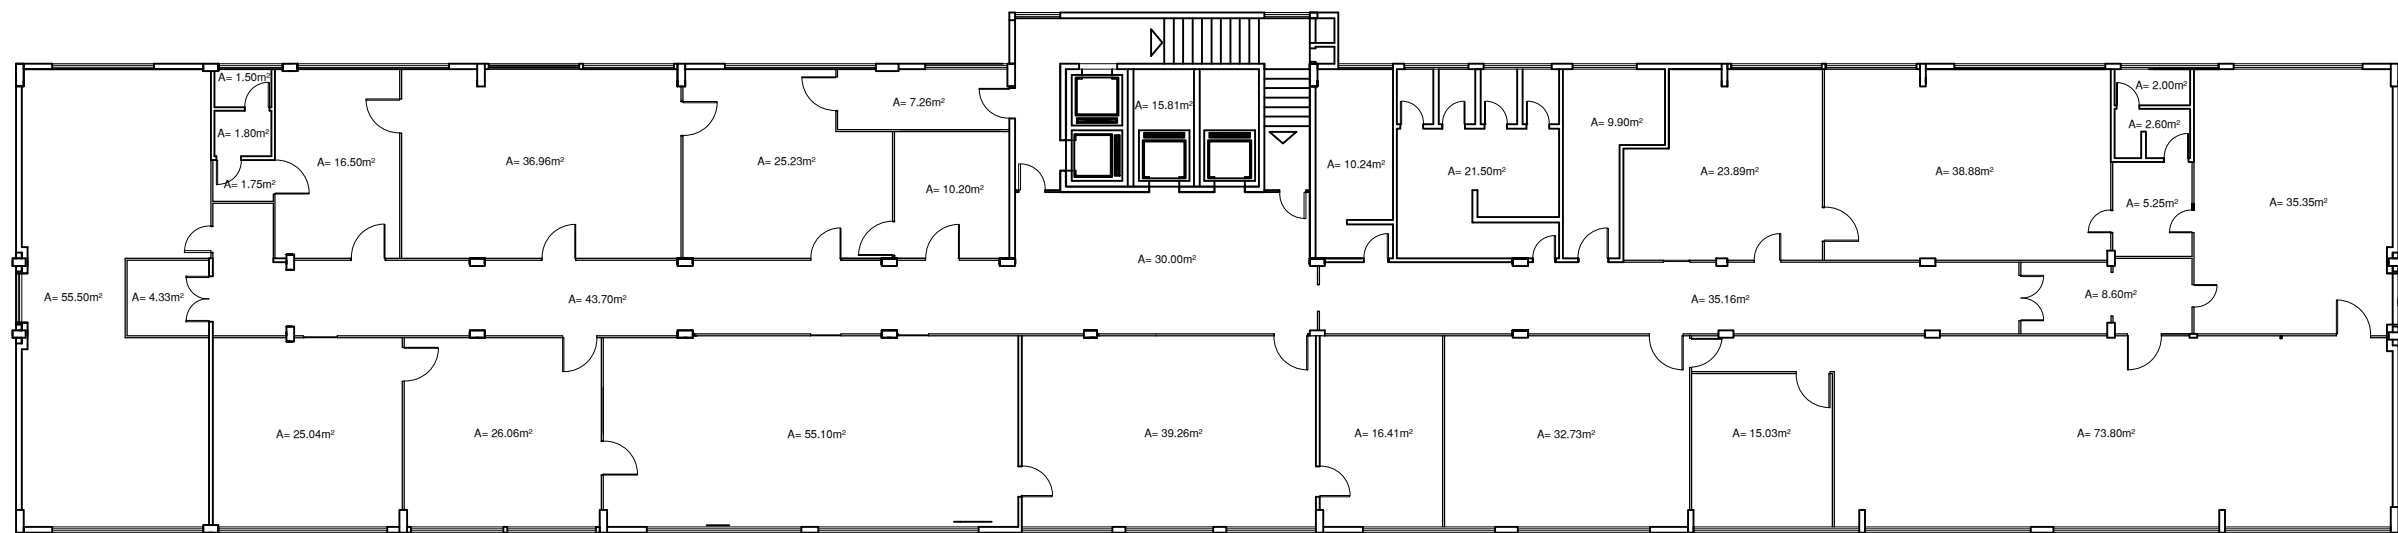 A= 1.50m²
A= 2.00m²
A= 7.26m²
A= 15.81m²
A= 9.90m²
A= 2.60m²
A= 1.80m²
A= 16.50m²
A= 36.96m²
A= 25.23m²
A= 10.24m²
A= 21.50m²
A= 23.89m²
A= 38.88m²
A= 1.75m²
A= 10.20m²
A= 5.25m²
A= 35.35m²
A= 30.00m²
A= 55.50m²
A= 4.33m²
A= 43.70m²
A= 35.16m²
A= 8.60m²
A= 25.04m²
A= 26.06m²
A= 55.10m²
A= 39.26m²
A= 16.41m²
A= 32.73m²
A= 15.03m²
A= 73.80m²